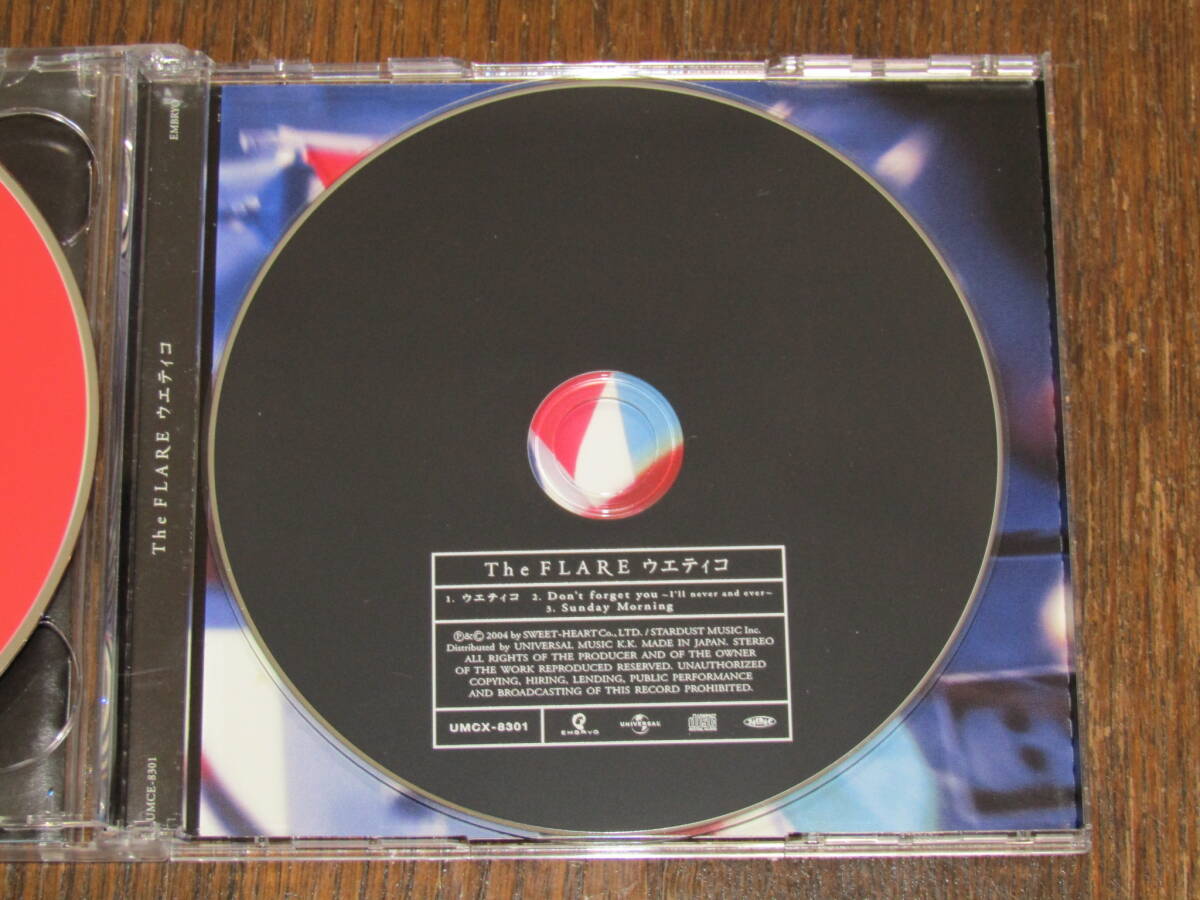 EMBRYO
The FLARE ウエティコ
UMCE-8301
The FLARE ウエティコ
1. ウエティコ 2. Don't forget you ~I'll never and ever~
3. Sunday Morning
Ⓟ&© 2004 by SWEET-HEART Co., LTD. / STARDUST MUSIC Inc.
Distributed by UNIVERSAL MUSIC K.K. MADE IN JAPAN. STEREO
ALL RIGHTS OF THE PRODUCER AND OF THE OWNER
OF THE WORK REPRODUCED RESERVED. UNAUTHORIZED
COPYING, HIRING, LENDING, PUBLIC PERFORMANCE
AND BROADCASTING OF THIS RECORD PROHIBITED.
UMCX-8301 EMBRYO UNIVERSAL COMPACT disc DIGITAL AUDIO